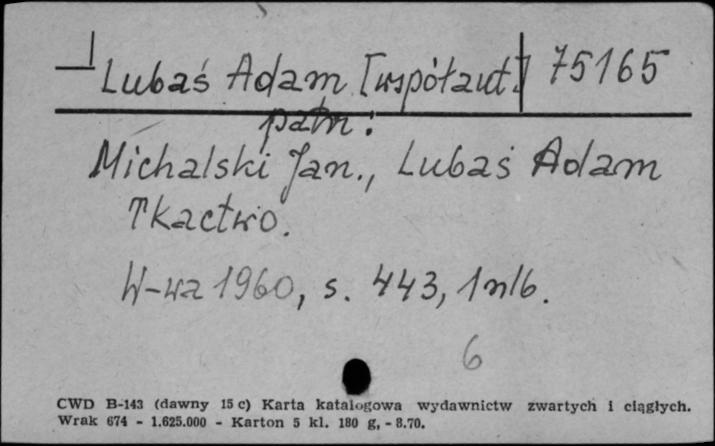 Lubaś Adam [współaut.] 75165
patrz:
Michalski Jan., Lubaś Adam
Tkactwo.
W-wa 1960, s. 443, 1 nlb.
6
CWD B-143 (dawny 15 c) Karta katalogowa wydawnictw zwartych i ciągłych.
Wrak 674 - 1.625.000 - Karton 5 kl. 180 g, - 8.70.